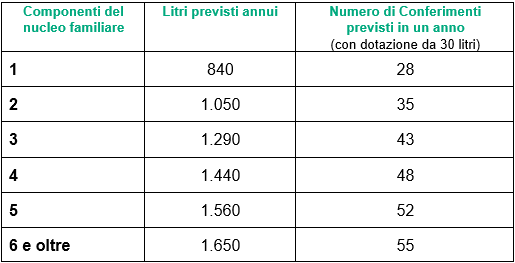 Componenti del nucleo familiare | Litri previsti annui | Numero di Conferimenti previsti in un anno (con dotazione da 30 litri)
1 | 840 | 28
2 | 1.050 | 35
3 | 1.290 | 43
4 | 1.440 | 48
5 | 1.560 | 52
6 e oltre | 1.650 | 55